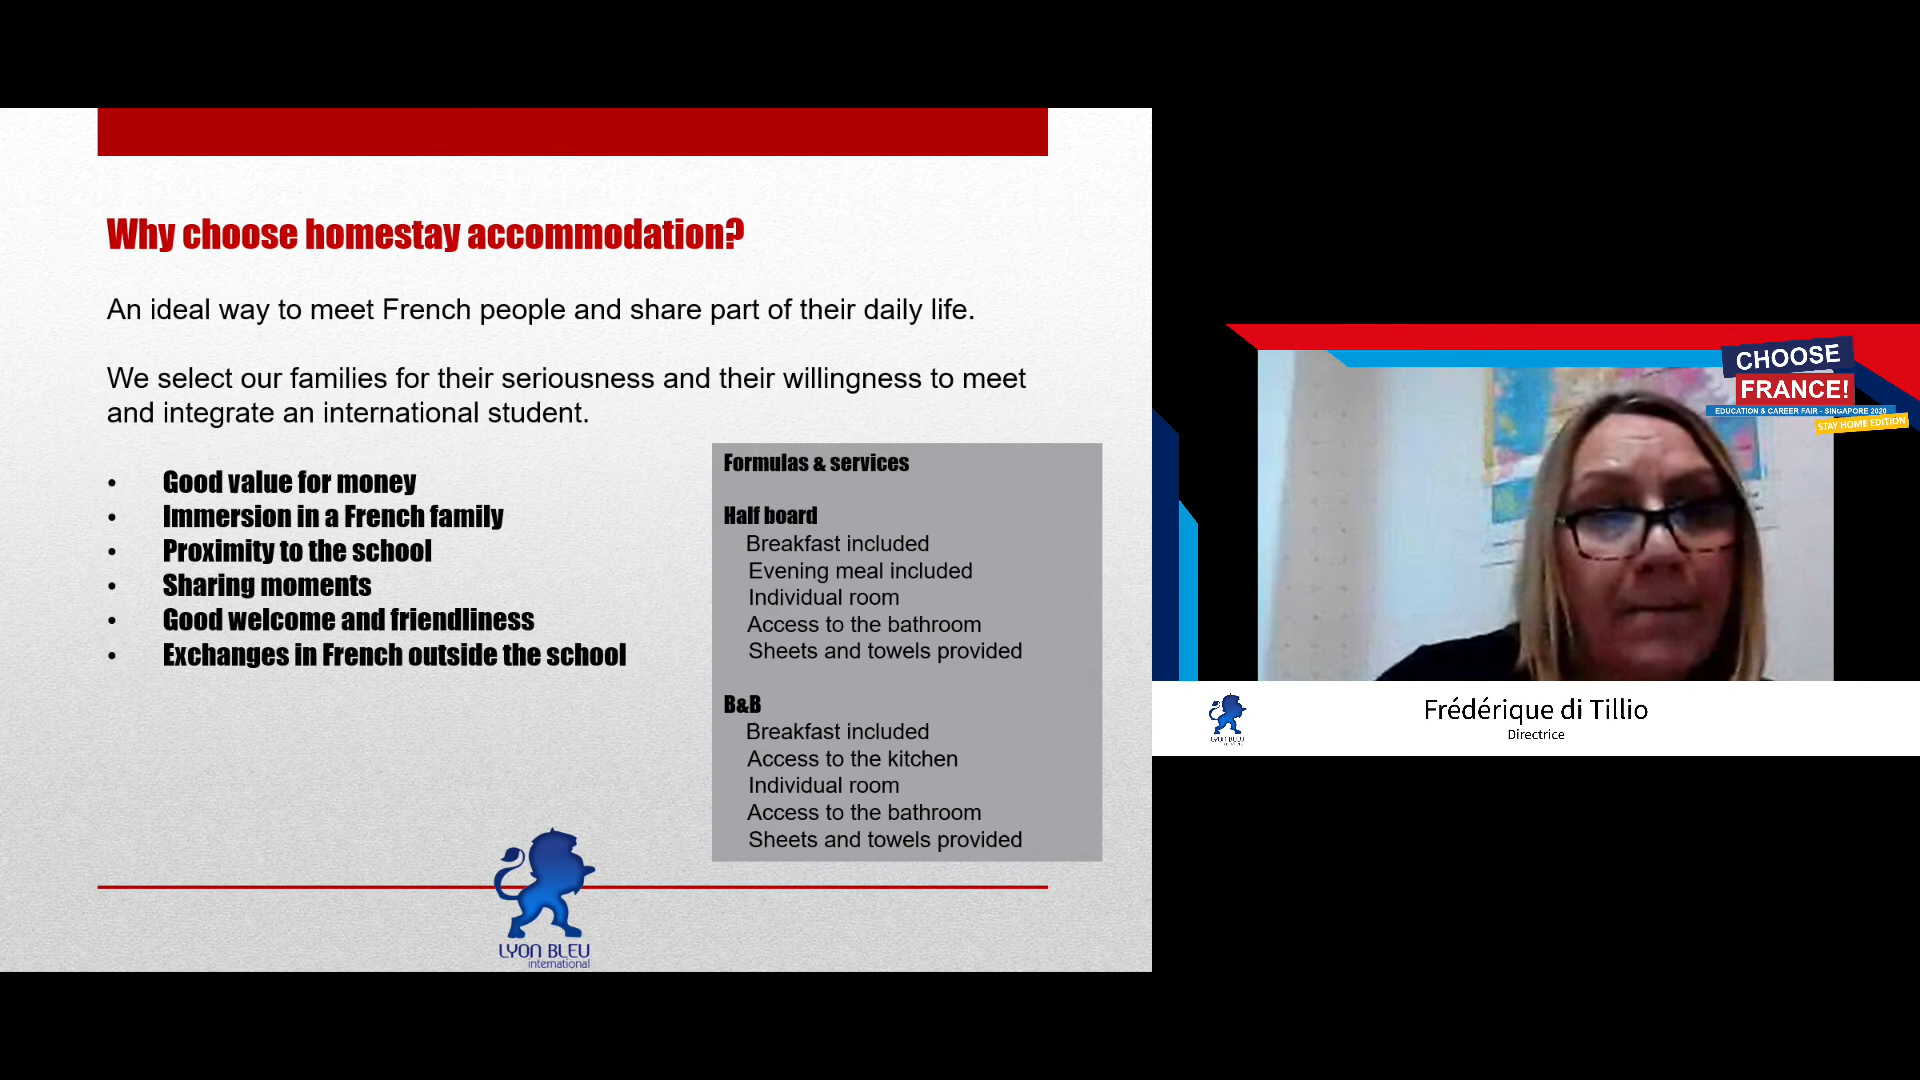 Why choose homestay accommodation?
An ideal way to meet French people and share part of their daily life.
We select our families for their seriousness and their willingness to meet
and integrate an international student.
• Good value for money
• Immersion in a French family
• Proximity to the school
• Sharing moments
• Good welcome and friendliness
• Exchanges in French outside the school
Formulas & services
Half board
Breakfast included
Evening meal included
Individual room
Access to the bathroom
Sheets and towels provided
B&B
Breakfast included
Access to the kitchen
Individual room
Access to the bathroom
Sheets and towels provided
LYON BLEU
international
CHOOSE
FRANCE!
EDUCATION & CAREER FAIR - SINGAPORE 2020
STAY HOME EDITION
LYON BLEU
Frédérique di Tillio
Directrice